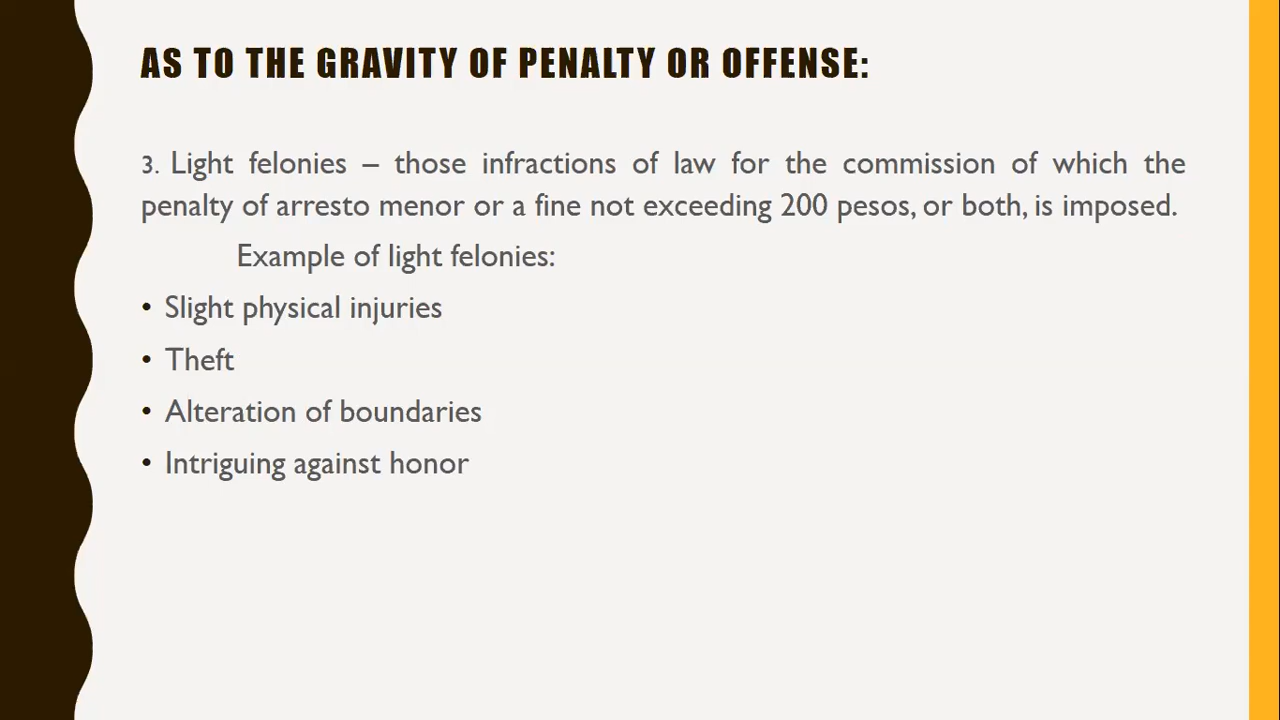 AS TO THE GRAVITY OF PENALTY OR OFFENSE:
3. Light felonies – those infractions of law for the commission of which the
penalty of arresto menor or a fine not exceeding 200 pesos, or both, is imposed.
Example of light felonies:
• Slight physical injuries
• Theft
• Alteration of boundaries
• Intriguing against honor